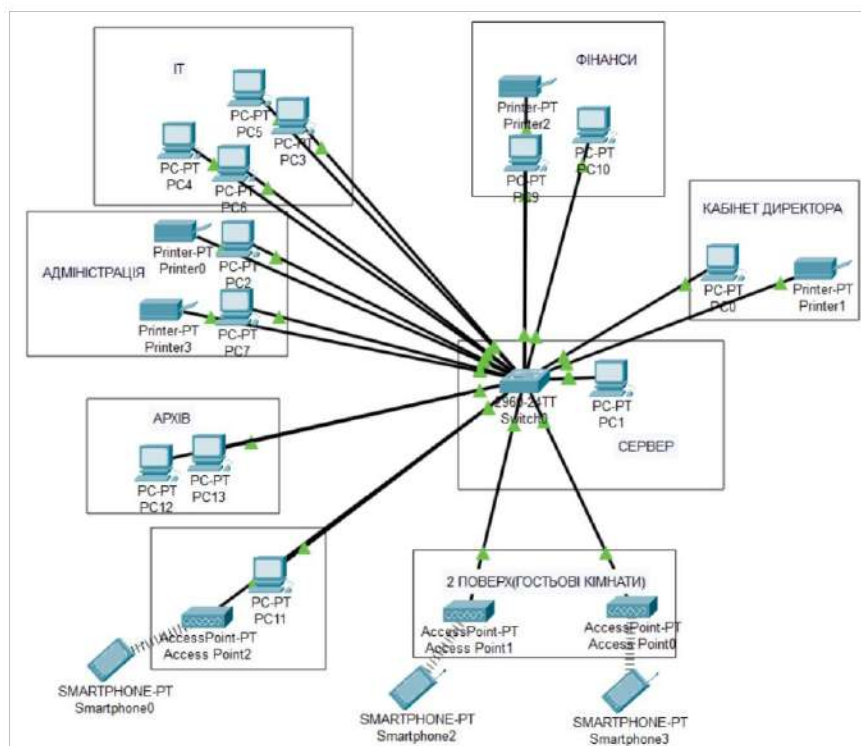 ІТ
PC-PT
PC5
PC-PT
PC3
PC-PT
PC4
PC-PT
PC6
ФІНАНСИ
Printer-PT
Printer2
PC-PT
PC10
PC-PT
PC9
КАБІНЕТ ДИРЕКТОРА
PC-PT
PC0
Printer-PT
Printer1
АДМІНІСТРАЦІЯ
Printer-PT
Printer0
PC-PT
PC2
Printer-PT
Printer3
PC-PT
PC7
2960-24TT
Switch0
PC-PT
PC1
СЕРВЕР
АРХІВ
PC-PT
PC12
PC-PT
PC13
PC-PT
PC11
AccessPoint-PT
Access Point2
SMARTPHONE-PT
Smartphone0
2 ПОВЕРХ(ГОСТЬОВІ КІМНАТИ)
AccessPoint-PT
Access Point1
AccessPoint-PT
Access Point0
SMARTPHONE-PT
Smartphone2
SMARTPHONE-PT
Smartphone3